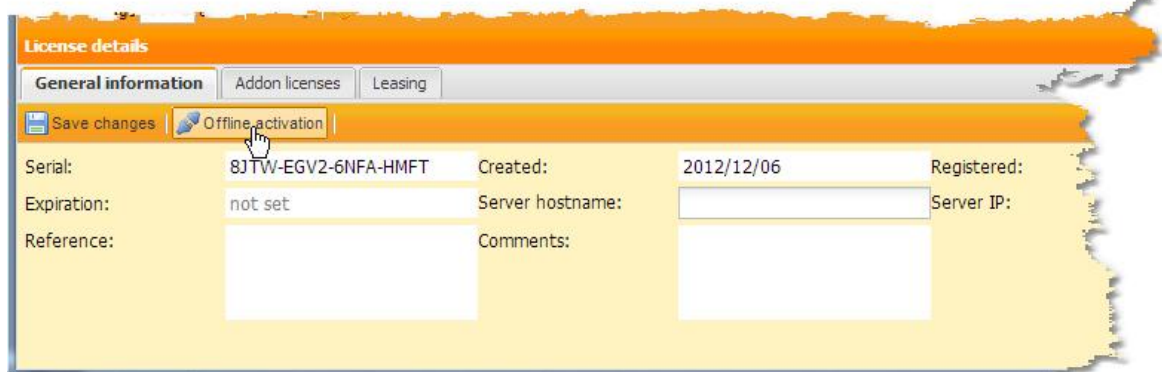 License details
General information Addon licenses Leasing
Save changes Offline activation
Serial: 8JTW-EGV2-6NFA-HMFT Created: 2012/12/06 Registered:
Expiration: not set Server hostname: Server IP:
Reference: Comments: